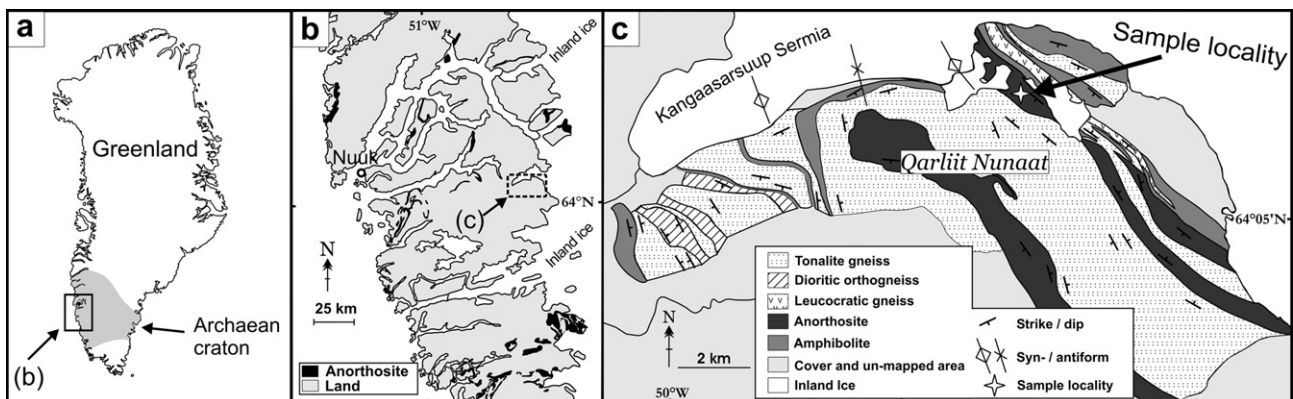 a
Greenland
Archaean
craton
(b)
b
51°W
Inland ice
Nuuk
64°N
(c)
Inland ice
N
25 km
Anorthosite
Land
c
Sample locality
Kangaasarsuup Sermia
Qarliit Nunaat
64°05'N
Tonalite gneiss
Dioritic orthogneiss
Leucocratic gneiss
Anorthosite
Amphibolite
Cover and un-mapped area
Inland Ice
Strike / dip
Syn- / antiform
Sample locality
N
2 km
50°W